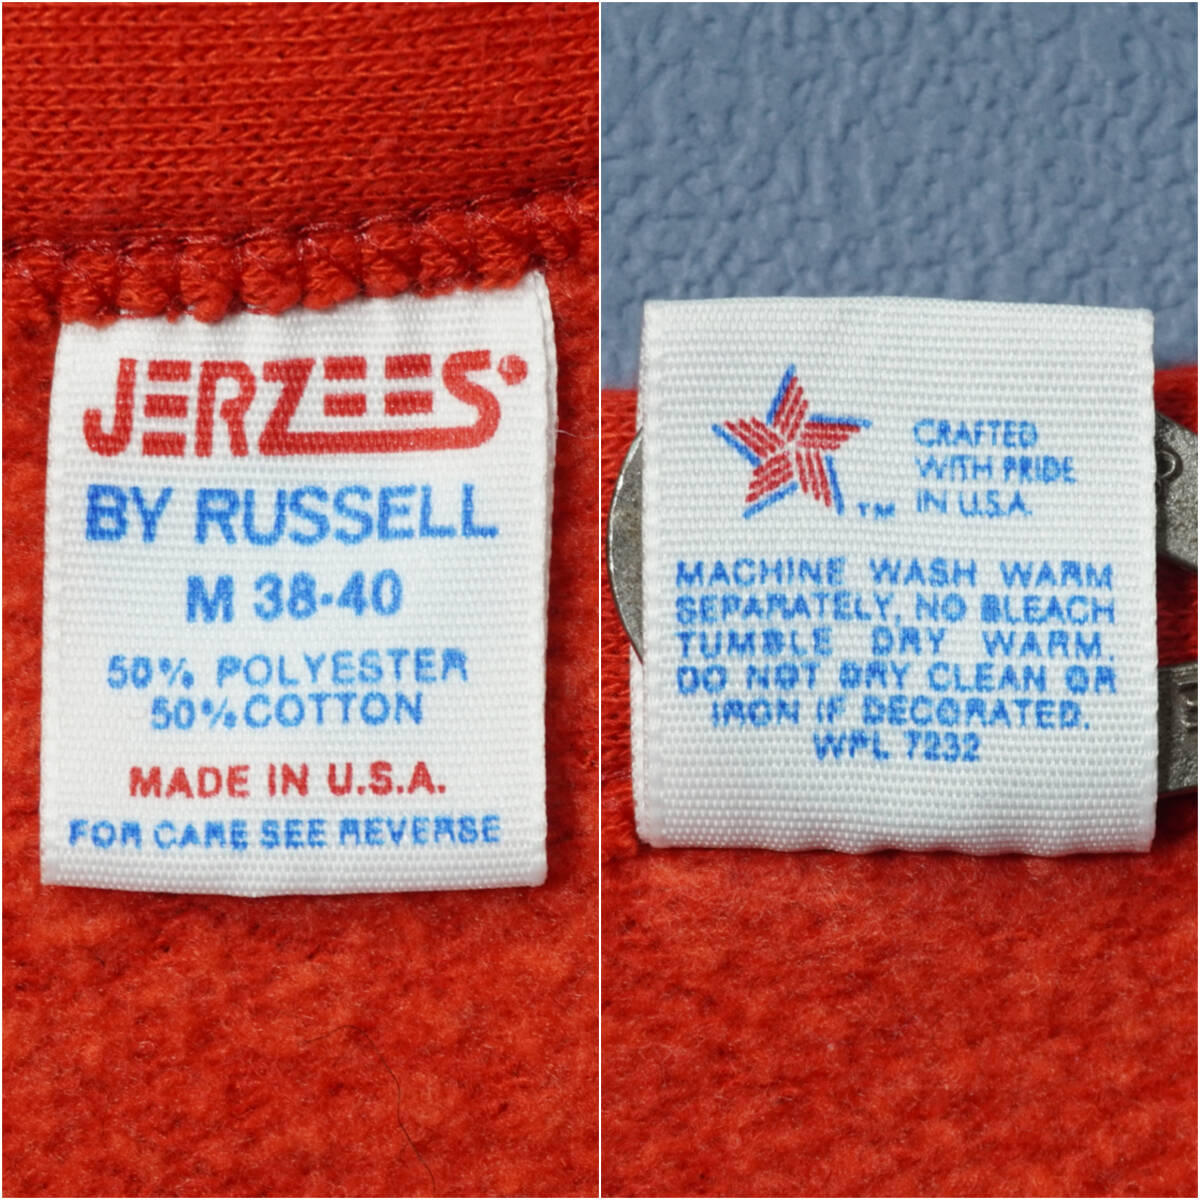 JERZEES
BY RUSSELL
M 38-40
50% POLYESTER
50% COTTON
MADE IN U.S.A.
FOR CARE SEE REVERSE
CRAFTED
WITH PRIDE
IN U.S.A.
TM
MACHINE WASH WARM
SEPARATELY, NO BLEACH
TUMBLE DRY WARM.
DO NOT DRY CLEAN OR
IRON IF DECORATED.
WPL 7232